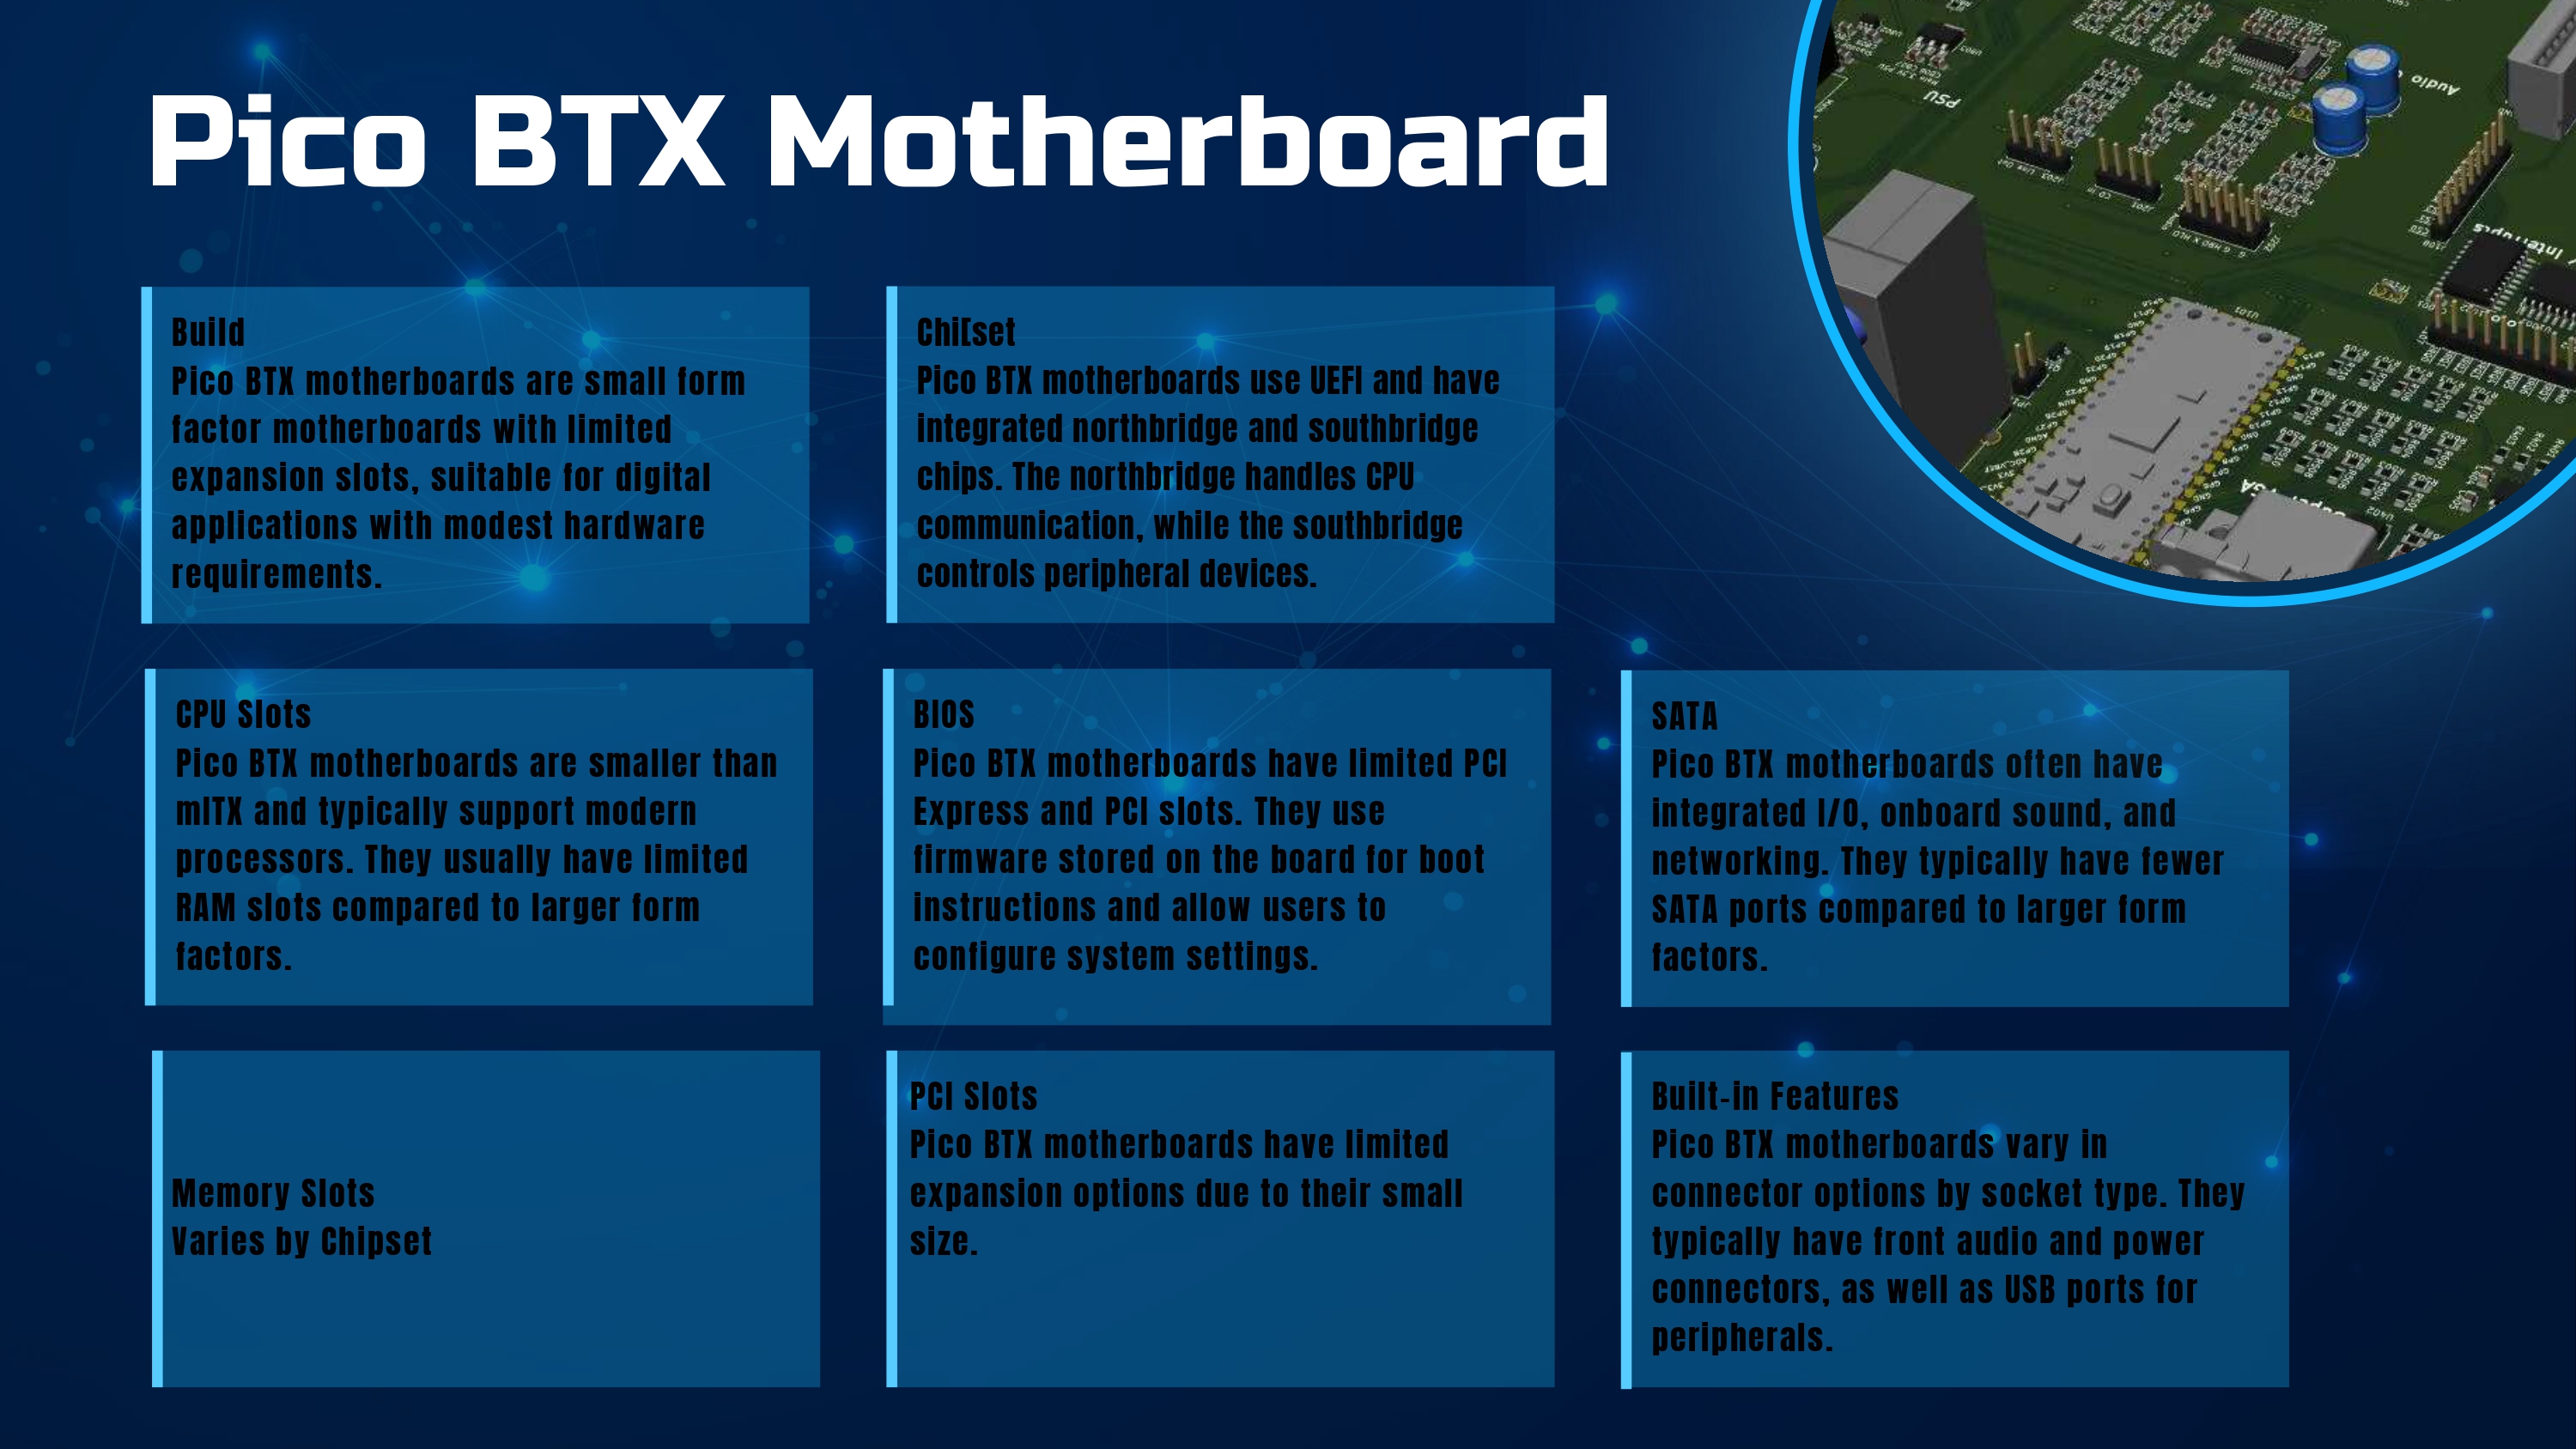 Pico BTX Motherboard
Build
Pico BTX motherboards are small form
factor motherboards with limited
expansion slots, suitable for digital
applications with modest hardware
requirements.
Chi[set
Pico BTX motherboards use UEFI and have
integrated northbridge and southbridge
chips. The northbridge handles CPU
communication, while the southbridge
controls peripheral devices.
CPU Slots
Pico BTX motherboards are smaller than
mITX and typically support modern
processors. They usually have limited
RAM slots compared to larger form
factors.
BIOS
Pico BTX motherboards have limited PCI
Express and PCI slots. They use
firmware stored on the board for boot
instructions and allow users to
configure system settings.
SATA
Pico BTX motherboards often have
integrated I/O, onboard sound, and
networking. They typically have fewer
SATA ports compared to larger form
factors.
Memory Slots
Varies by Chipset
PCI Slots
Pico BTX motherboards have limited
expansion options due to their small
size.
Built-in Features
Pico BTX motherboards vary in
connector options by socket type. They
typically have front audio and power
connectors, as well as USB ports for
peripherals.
PSU
Audio